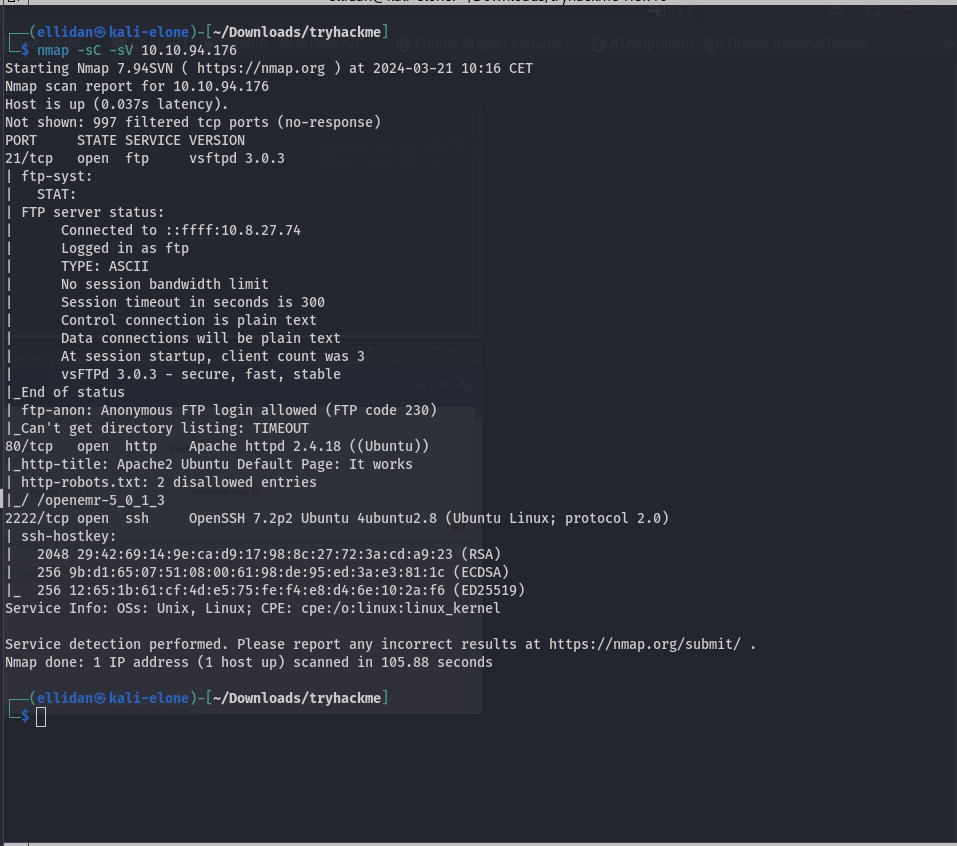 ┌──(ellidan㉿kali-elone)-[~/Downloads/tryhackme]
└─$ nmap -sC -sV 10.10.94.176
Starting Nmap 7.94SVN ( https://nmap.org ) at 2024-03-21 10:16 CET
Nmap scan report for 10.10.94.176
Host is up (0.037s latency).
Not shown: 997 filtered tcp ports (no-response)
PORT     STATE SERVICE VERSION
21/tcp   open  ftp     vsftpd 3.0.3
| ftp-syst:
|   STAT:
| FTP server status:
|      Connected to ::ffff:10.8.27.74
|      Logged in as ftp
|      TYPE: ASCII
|      No session bandwidth limit
|      Session timeout in seconds is 300
|      Control connection is plain text
|      Data connections will be plain text
|      At session startup, client count was 3
|      vsFTPd 3.0.3 - secure, fast, stable
|_End of status
| ftp-anon: Anonymous FTP login allowed (FTP code 230)
|_Can't get directory listing: TIMEOUT
80/tcp   open  http    Apache httpd 2.4.18 ((Ubuntu))
|_http-title: Apache2 Ubuntu Default Page: It works
| http-robots.txt: 2 disallowed entries
|_/ /openemr-5_0_1_3
2222/tcp open  ssh     OpenSSH 7.2p2 Ubuntu 4ubuntu2.8 (Ubuntu Linux; protocol 2.0)
| ssh-hostkey:
|   2048 29:42:69:14:9e:ca:d9:17:98:8c:27:72:3a:cd:a9:23 (RSA)
|   256 9b:d1:65:07:51:08:00:61:98:de:95:ed:3a:e3:81:1c (ECDSA)
|_  256 12:65:1b:61:cf:4d:e5:75:fe:f4:e8:d4:6e:10:2a:f6 (ED25519)
Service Info: OSs: Unix, Linux; CPE: cpe:/o:linux:linux_kernel

Service detection performed. Please report any incorrect results at https://nmap.org/submit/ .
Nmap done: 1 IP address (1 host up) scanned in 105.88 seconds

┌──(ellidan㉿kali-elone)-[~/Downloads/tryhackme]
└─$